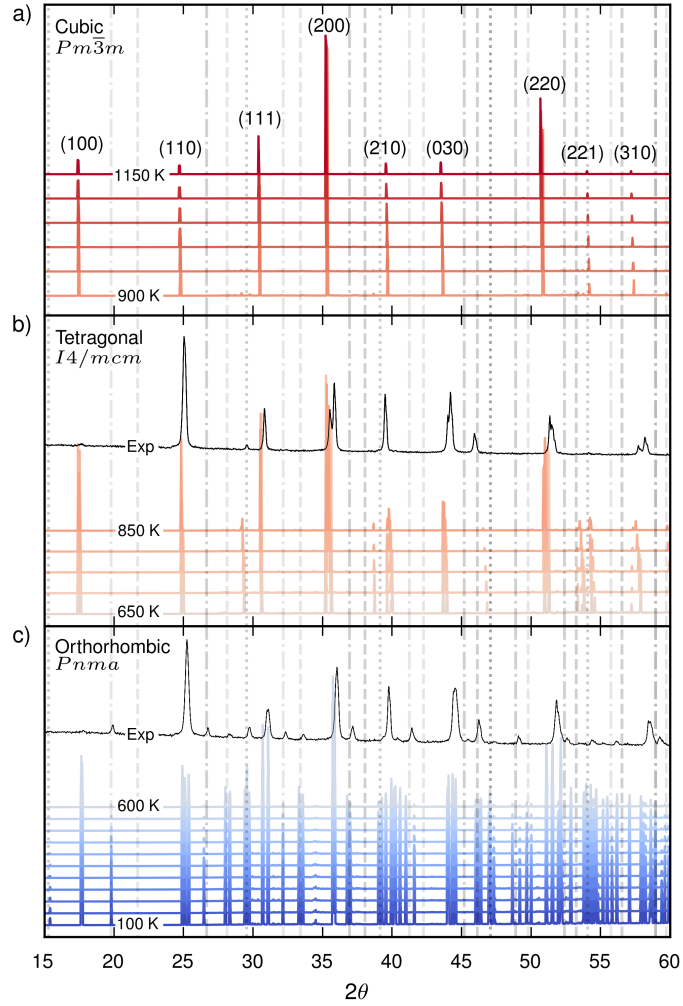 a)
Cubic
Pm3̅m
(200)
(220)
(111)
(100)
(110)
(210)
(030)
(221)
(310)
1150 K
900 K
b)
Tetragonal
I4/mcm
Exp
850 K
650 K
c)
Orthorhombic
Pnma
Exp
600 K
100 K
15 20 25 30 35 40 45 50 55 60
2θ